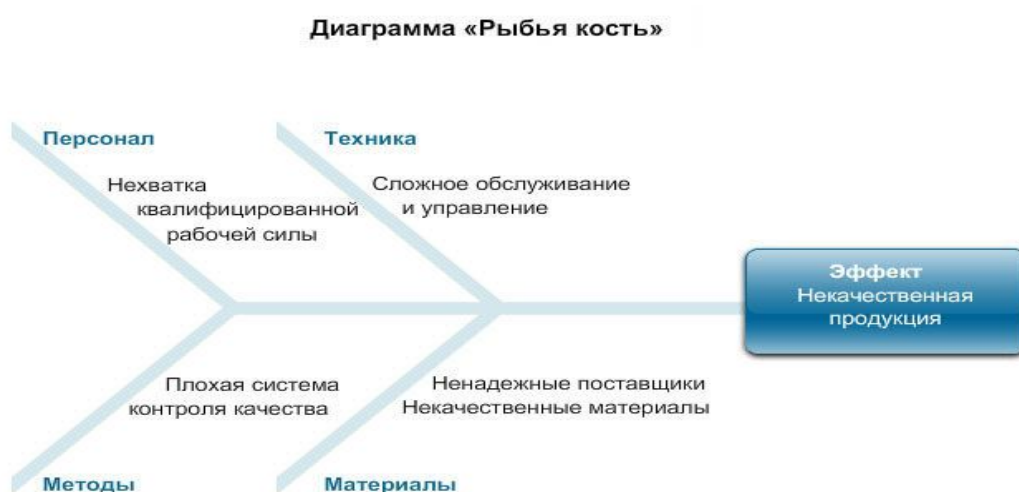 Диаграмма «Рыбья кость»
Персонал
Нехватка
квалифицированной
рабочей силы
Техника
Сложное обслуживание
и управление
Эффект
Некачественная
продукция
Плохая система
контроля качества
Методы
Ненадежные поставщики
Некачественные материалы
Материалы